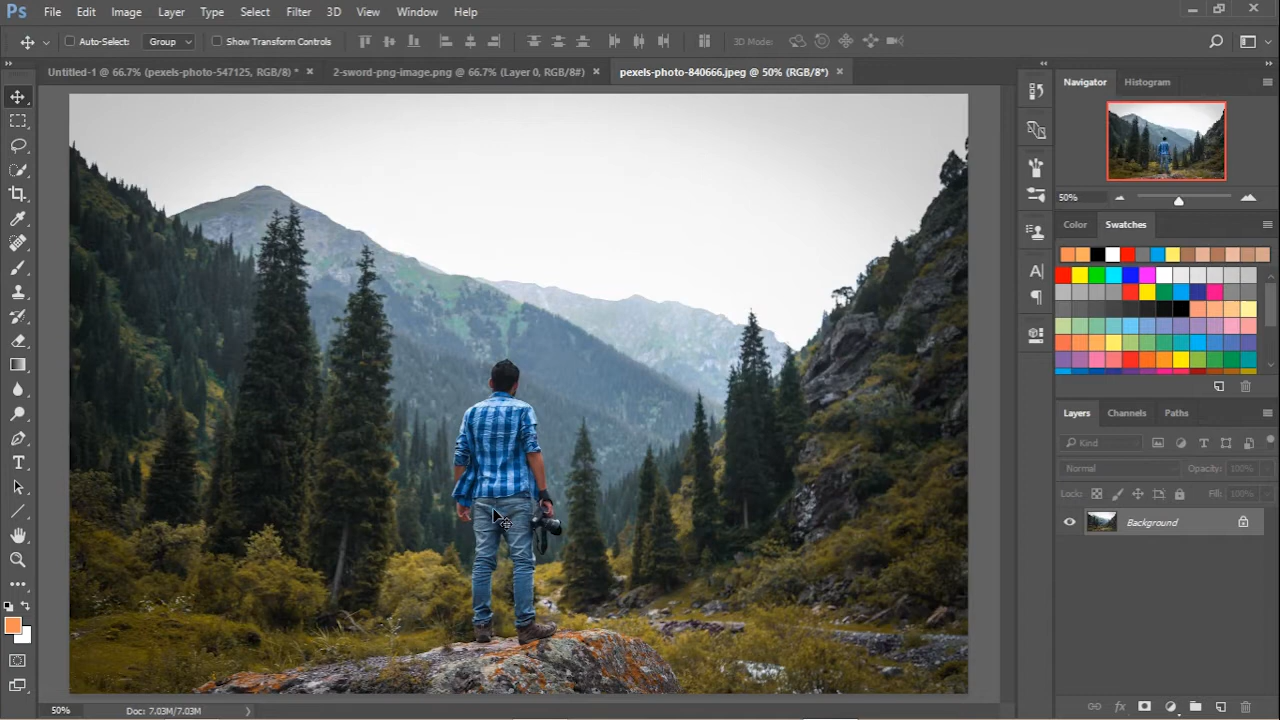 Ps File Edit Image Layer Type Select Filter 3D View Window Help
Auto-Select: Group Show Transform Controls 3D Mode:
Untitled-1 @ 66.7% (pexels-photo-547125, RGB/8) * × 2-sword-png-image.png @ 66.7% (Layer 0, RGB/8#) × pexels-photo-840666.jpeg @ 50% (RGB/8*) ×
Navigator Histogram
50%
Color Swatches
Layers Channels Paths
Kind
Normal Opacity: 100%
Lock: Fill: 100%
Background
50% Doc: 7.03M/7.03M